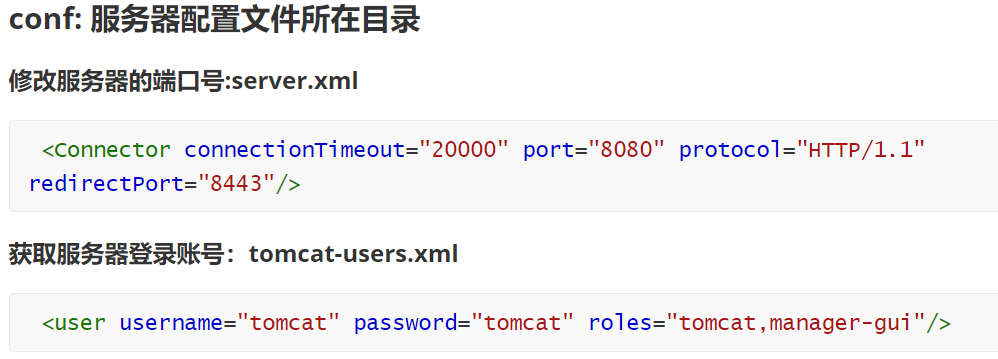 conf: 服务器配置文件所在目录
修改服务器的端口号:server.xml
<Connector connectionTimeout="20000" port="8080" protocol="HTTP/1.1"
redirectPort="8443"/>
获取服务器登录账号：tomcat-users.xml
<user username="tomcat" password="tomcat" roles="tomcat,manager-gui"/>